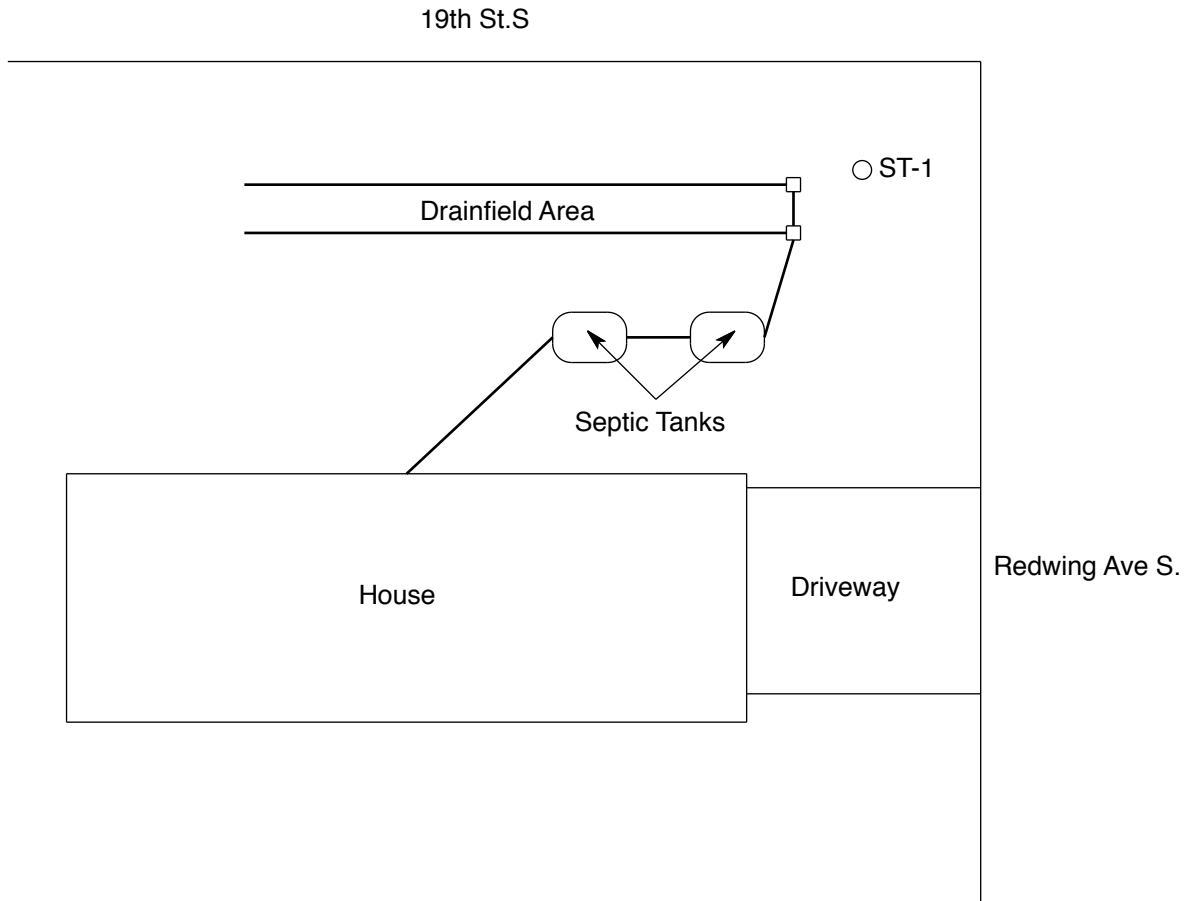 19th St.S
ST-1
Drainfield Area
Septic Tanks
Redwing Ave S.
Driveway
House